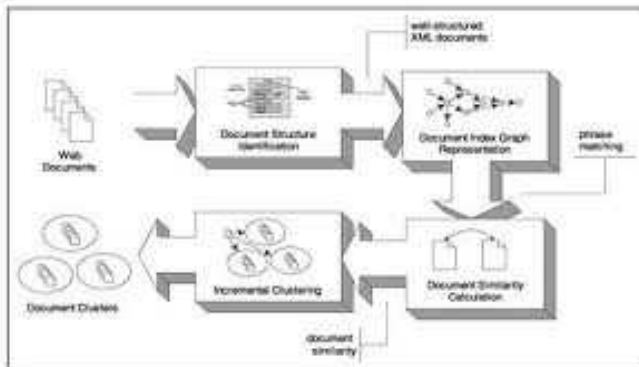 well-structured
XML documents
Web
Documents
Document Structure
Identification
Document Index Graph
Representation
phrase
matching
Document Clusters
Incremental Clustering
Document Similarity
Calculation
document
similarity